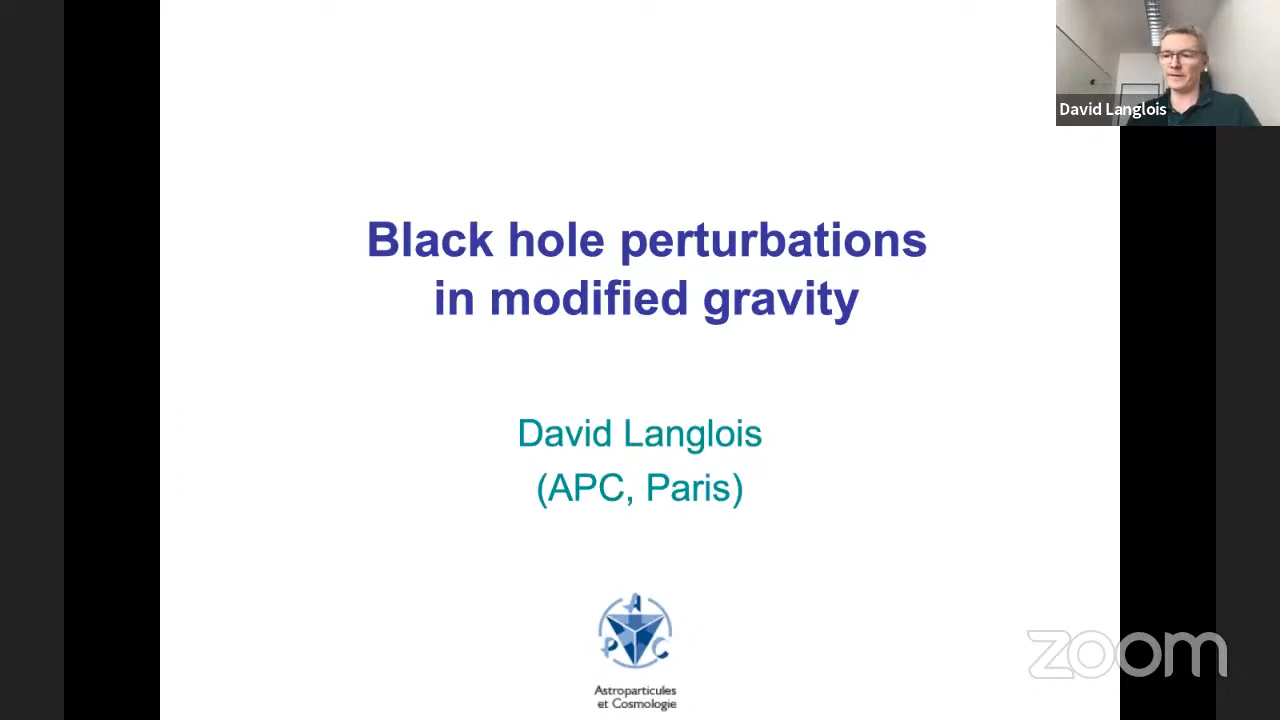 David Langlois
Black hole perturbations
in modified gravity
David Langlois
(APC, Paris)
A
P C
Astroparticules
et Cosmologie
zoom